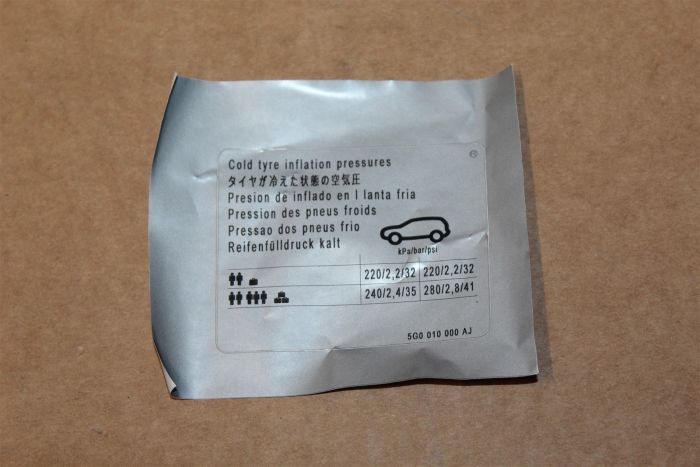 Cold tyre inflation pressures
タイヤが冷えた状態の空気圧
Presion de inflado en l lanta fria
Pression des pneus froids
Pressao dos pneus frio
Reifenfülldruck kalt
kPa/bar/psi
220/2,2/32 220/2,2/32
240/2,4/35 280/2,8/41
5G0 010 000 AJ